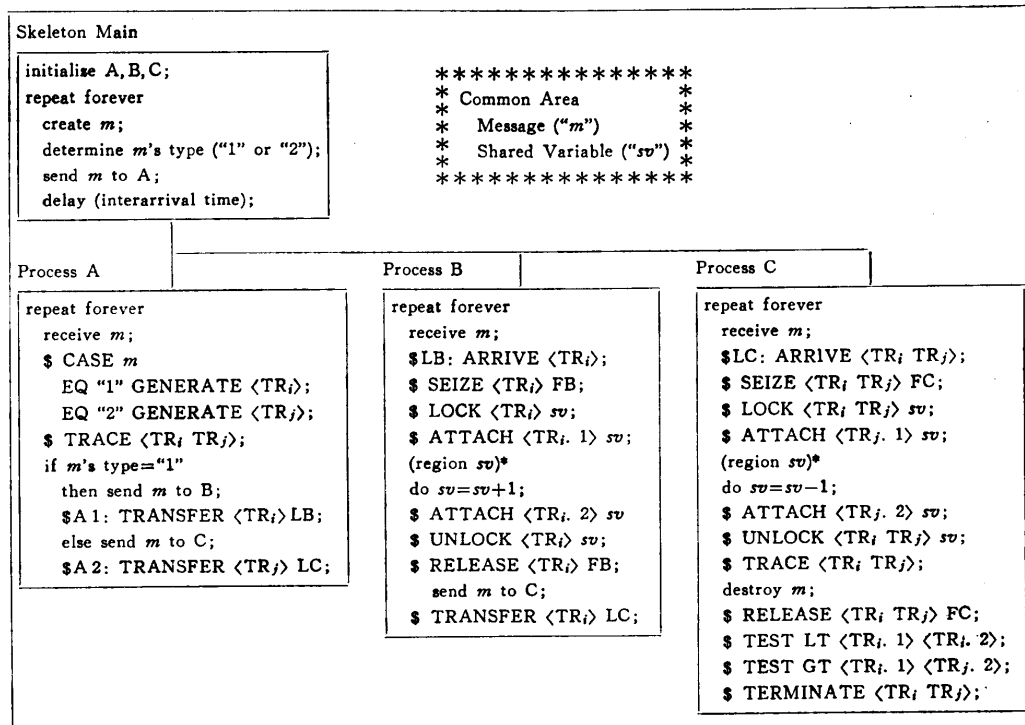 Skeleton Main
initialize A, B, C;
repeat forever
create m;
determine m's type ("1" or "2");
send m to A;
delay (interarrival time);
* * * * * * * * * * * * * *
* Common Area *
* Message ("m") *
* Shared Variable ("sv") *
* * * * * * * * * * * * * *
Process A
repeat forever
receive m;
$ CASE m
EQ "1" GENERATE ⟨TRi⟩;
EQ "2" GENERATE ⟨TRj⟩;
$ TRACE ⟨TRi TRj⟩;
if m's type="1"
then send m to B;
$A1: TRANSFER ⟨TRi⟩ LB;
else send m to C;
$A2: TRANSFER ⟨TRj⟩ LC;
Process B
repeat forever
receive m;
$LB: ARRIVE ⟨TRi⟩;
$ SEIZE ⟨TRi⟩ FB;
$ LOCK ⟨TRi⟩ sv;
$ ATTACH ⟨TRi. 1⟩ sv;
(region sv)*
do sv=sv+1;
$ ATTACH ⟨TRi. 2⟩ sv
$ UNLOCK ⟨TRi⟩ sv;
$ RELEASE ⟨TRi⟩ FB;
send m to C;
$ TRANSFER ⟨TRi⟩ LC;
Process C
repeat forever
receive m;
$LC: ARRIVE ⟨TRi TRj⟩;
$ SEIZE ⟨TRi TRj⟩ FC;
$ LOCK ⟨TRi TRj⟩ sv;
$ ATTACH ⟨TRj. 1⟩ sv;
(region sv)*
do sv=sv−1;
$ ATTACH ⟨TRj. 2⟩ sv;
$ UNLOCK ⟨TRi TRj⟩ sv;
$ TRACE ⟨TRi TRj⟩;
destroy m;
$ RELEASE ⟨TRi TRj⟩ FC;
$ TEST LT ⟨TRi. 1⟩ ⟨TRi. 2⟩;
$ TEST GT ⟨TRi. 1⟩ ⟨TRj. 2⟩;
$ TERMINATE ⟨TRi TRj⟩;